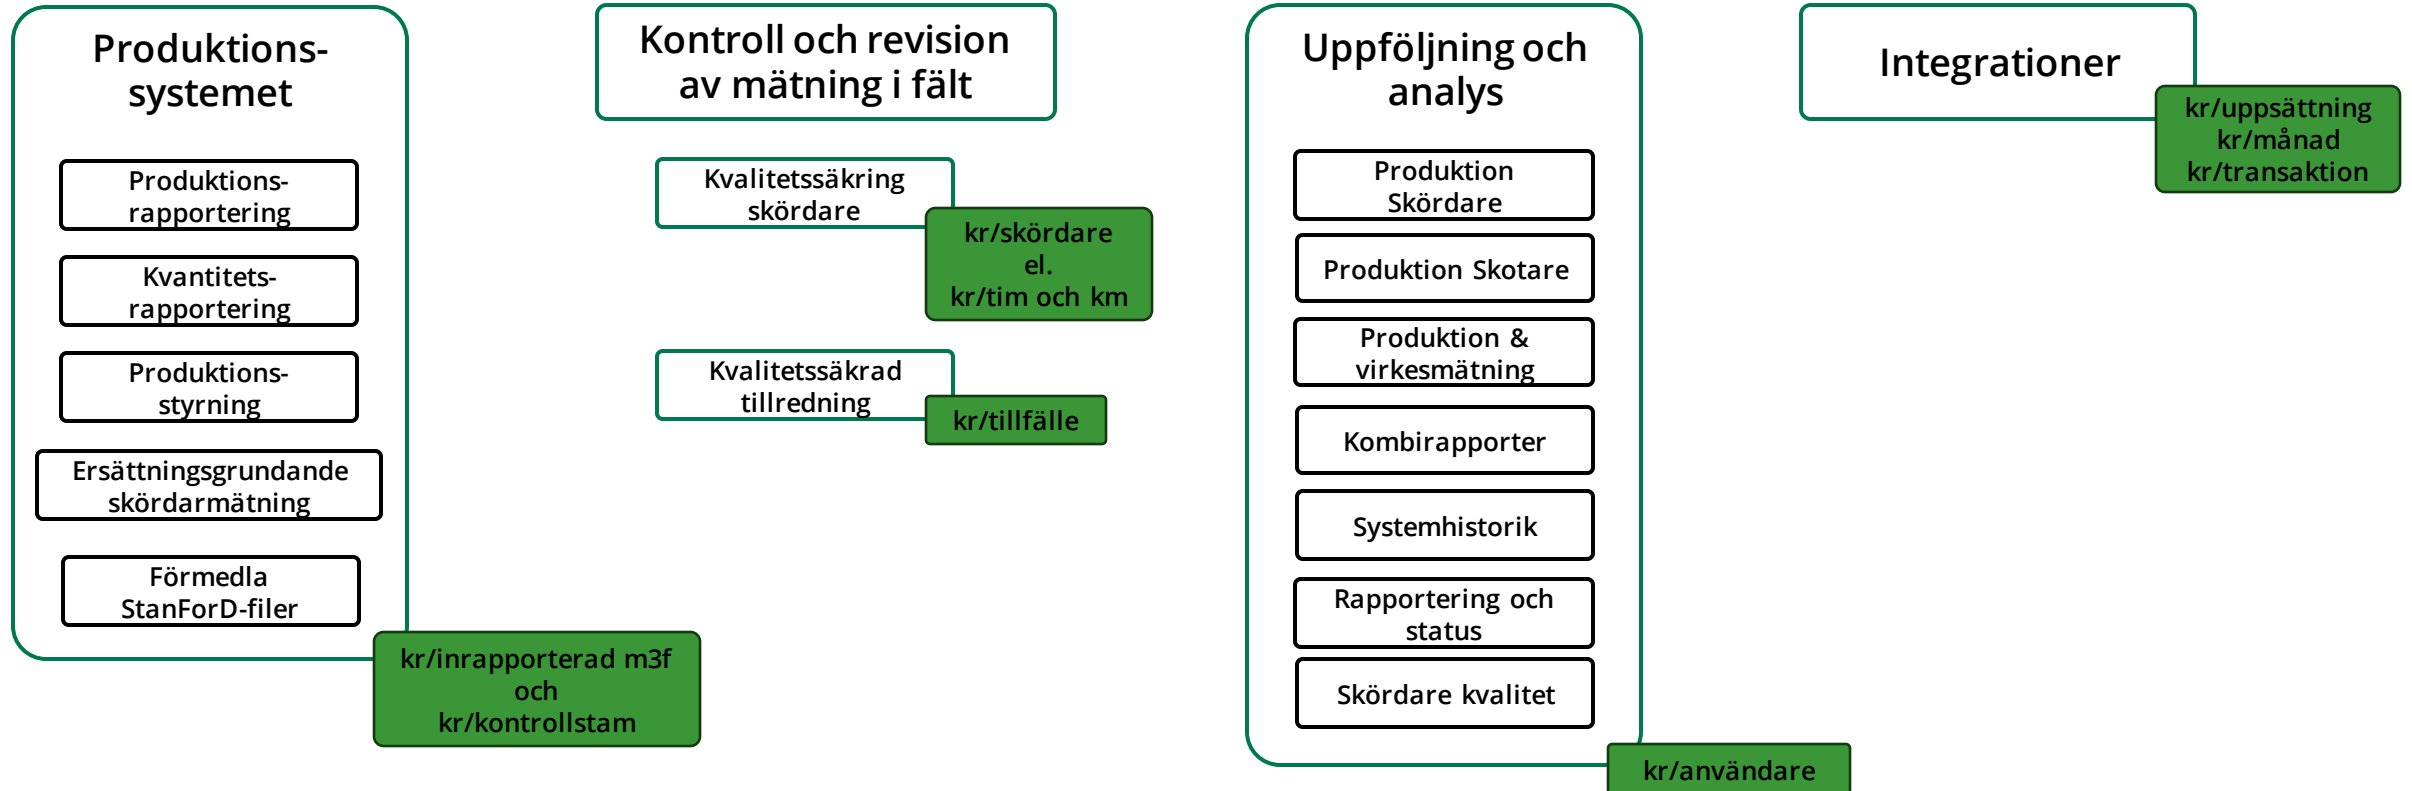 Produktions-
systemet
Produktions-
rapportering
Kvantitets-
rapportering
Produktions-
styrning
Ersättningsgrundande
skördarmätning
Förmedla
StanForD-filer
kr/inrapporterad m3f
och
kr/kontrollstam
Kontroll och revision
av mätning i fält
Kvalitetssäkring
skördare
kr/skördare
el.
kr/tim och km
Kvalitetssäkrad
tillredning
kr/tillfälle
Uppföljning och
analys
Produktion
Skördare
Produktion Skotare
Produktion &
virkesmätning
Kombirapporter
Systemhistorik
Rapportering och
status
Skördare kvalitet
kr/användare
Integrationer
kr/uppsättning
kr/månad
kr/transaktion